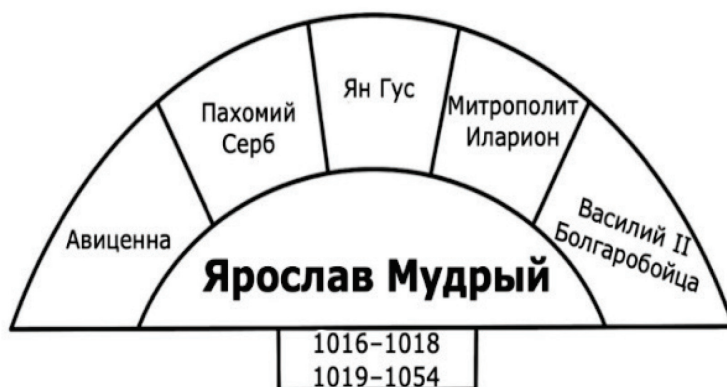 Авиценна
Пахомий
Серб
Ян Гус
Митрополит
Иларион
Василий II
Болгаробойца
Ярослав Мудрый
1016–1018
1019–1054